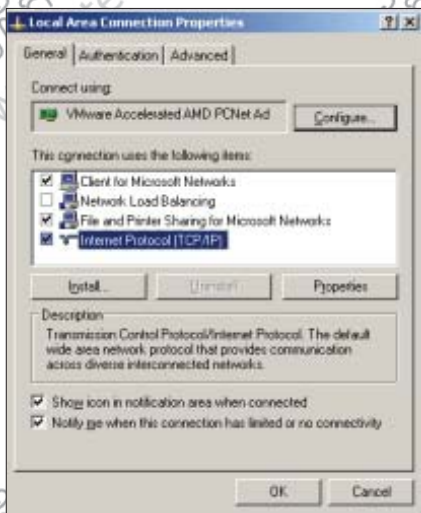 Local Area Connection Properties
General Authentication Advanced
Connect using:
VMware Accelerated AMD PCNet Ad
Configure...
This connection uses the following items:
Client for Microsoft Networks
Network Load Balancing
File and Printer Sharing for Microsoft Networks
Internet Protocol (TCP/IP)
Install... Uninstall Properties
Description
Transmission Control Protocol/Internet Protocol. The default
wide area network protocol that provides communication
across diverse interconnected networks.
Show icon in notification area when connected
Notify me when this connection has limited or no connectivity
OK Cancel